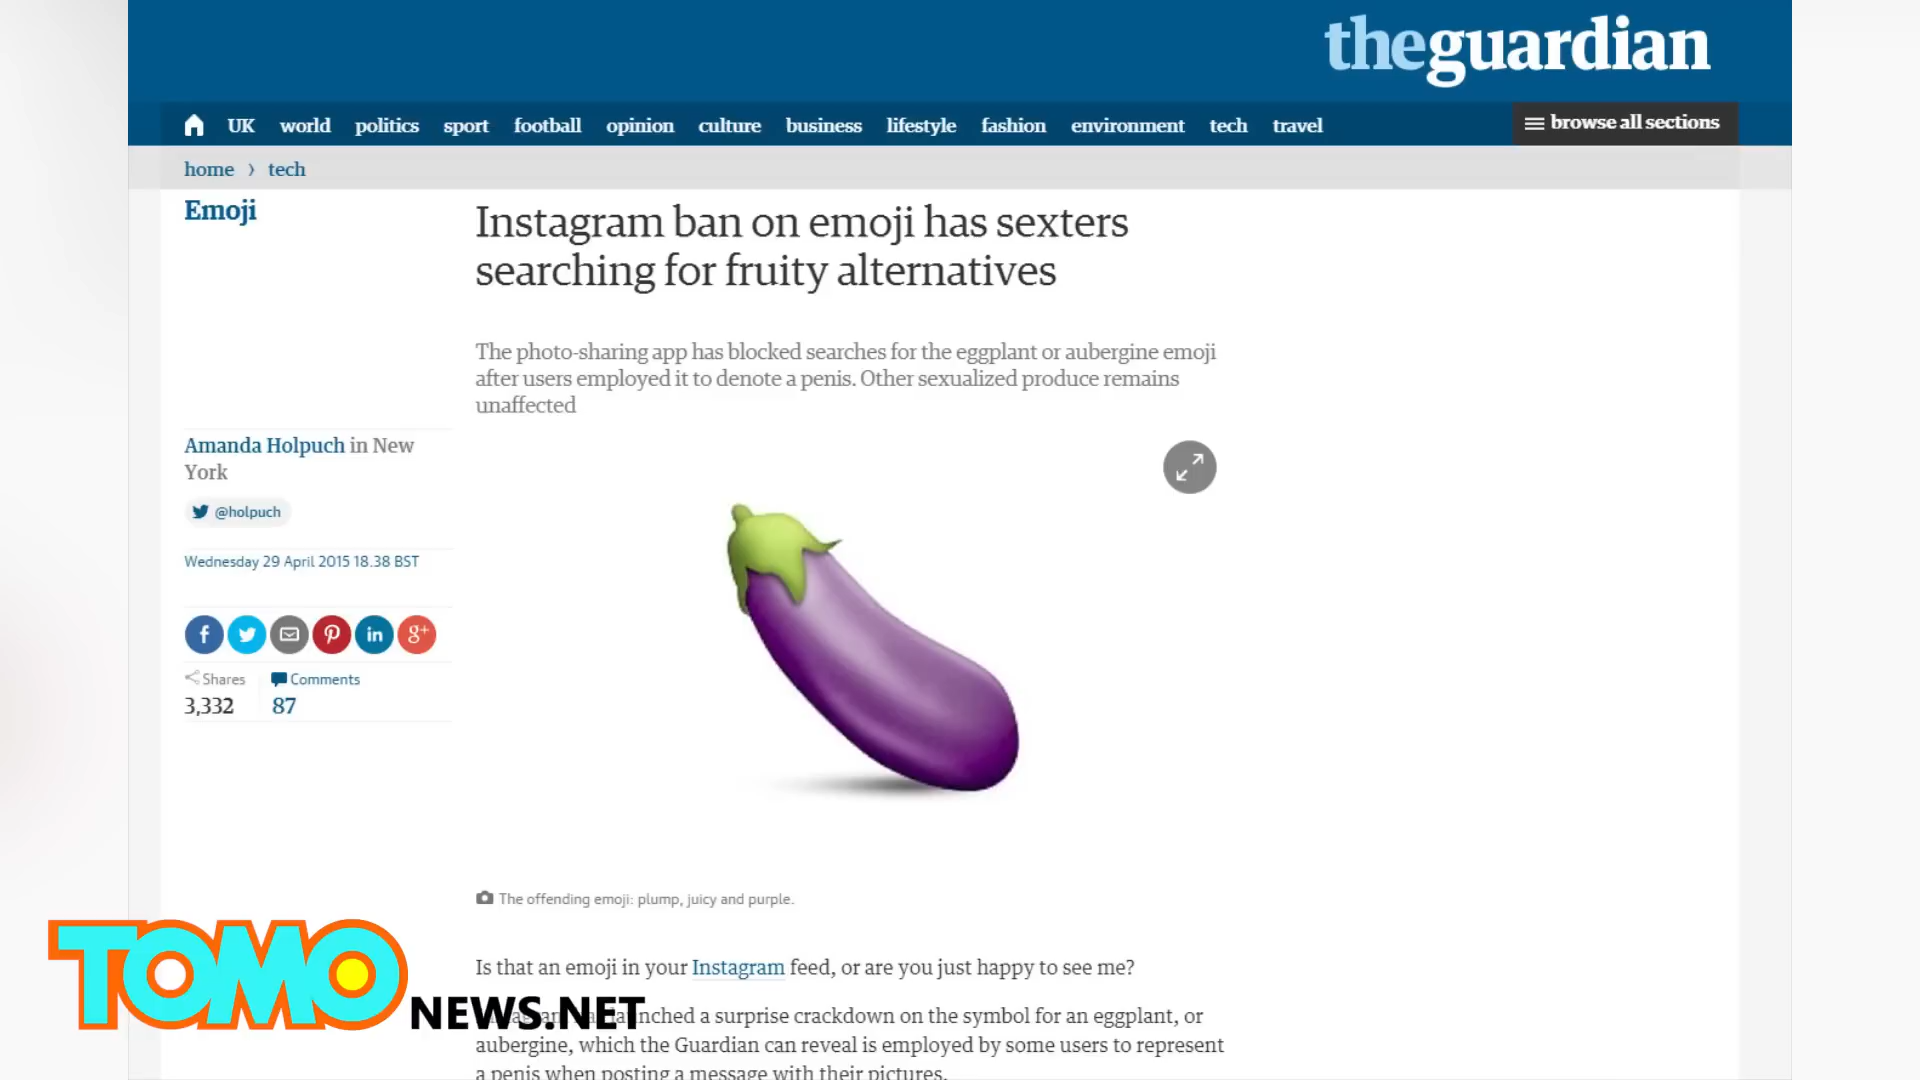 theguardian
UK world politics sport football opinion culture business lifestyle fashion environment tech travel
browse all sections
home › tech
Emoji
Instagram ban on emoji has sexters
searching for fruity alternatives
The photo-sharing app has blocked searches for the eggplant or aubergine emoji
after users employed it to denote a penis. Other sexualized produce remains
unaffected
Amanda Holpuch in New
York
@holpuch
Wednesday 29 April 2015 18.38 BST
f in g+
Shares
3,332
Comments
87
The offending emoji: plump, juicy and purple.
Is that an emoji in your Instagram feed, or are you just happy to see me?
a surprise crackdown on the symbol for an eggplant, or
aubergine, which the Guardian can reveal is employed by some users to represent
a penis when posting a message with their pictures.
TOMO
NEWS.NET